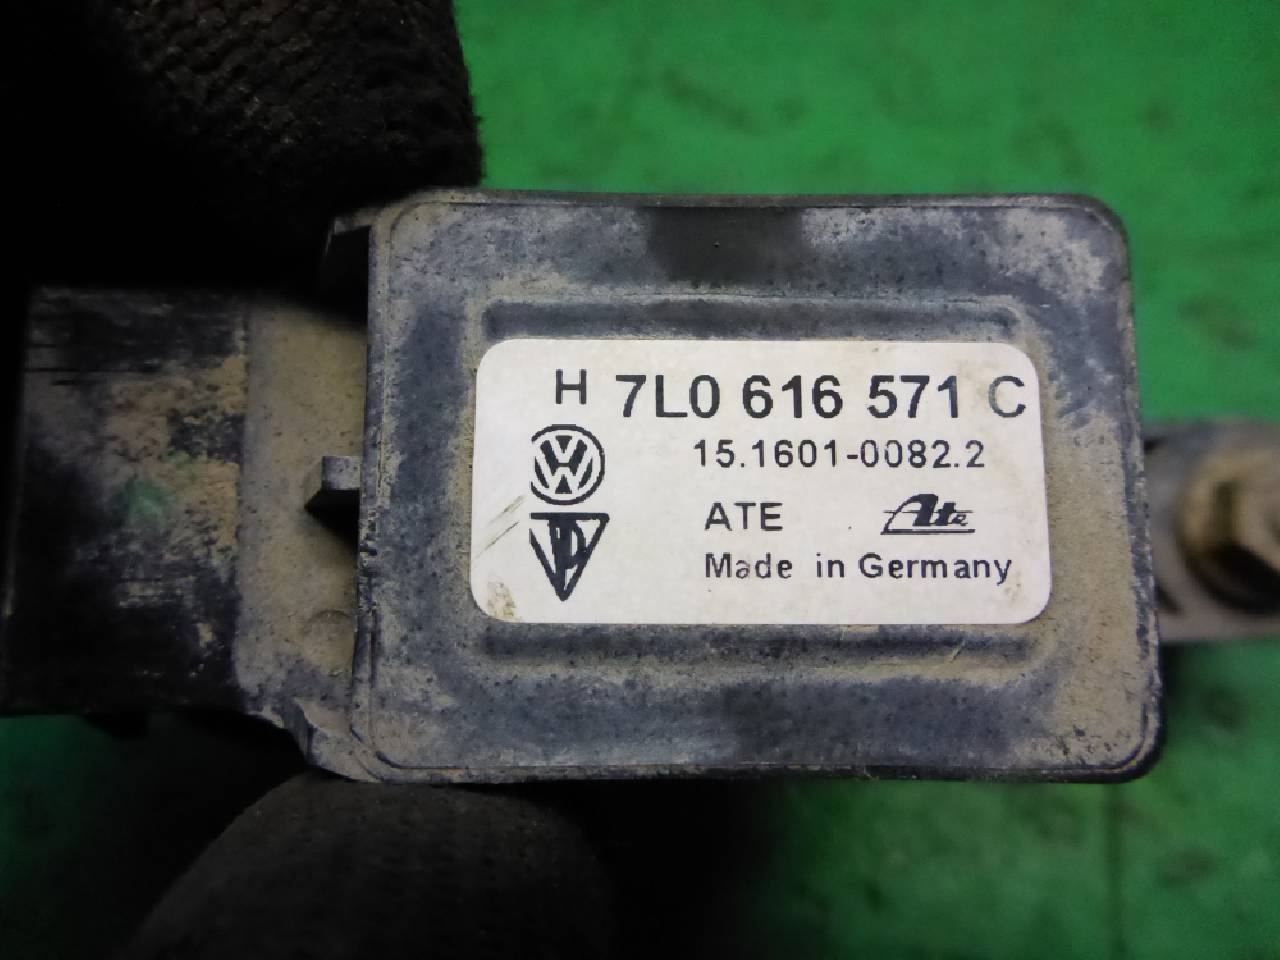 H 7L0 616 571 C
15.1601-0082.2
ATE Ate
Made in Germany